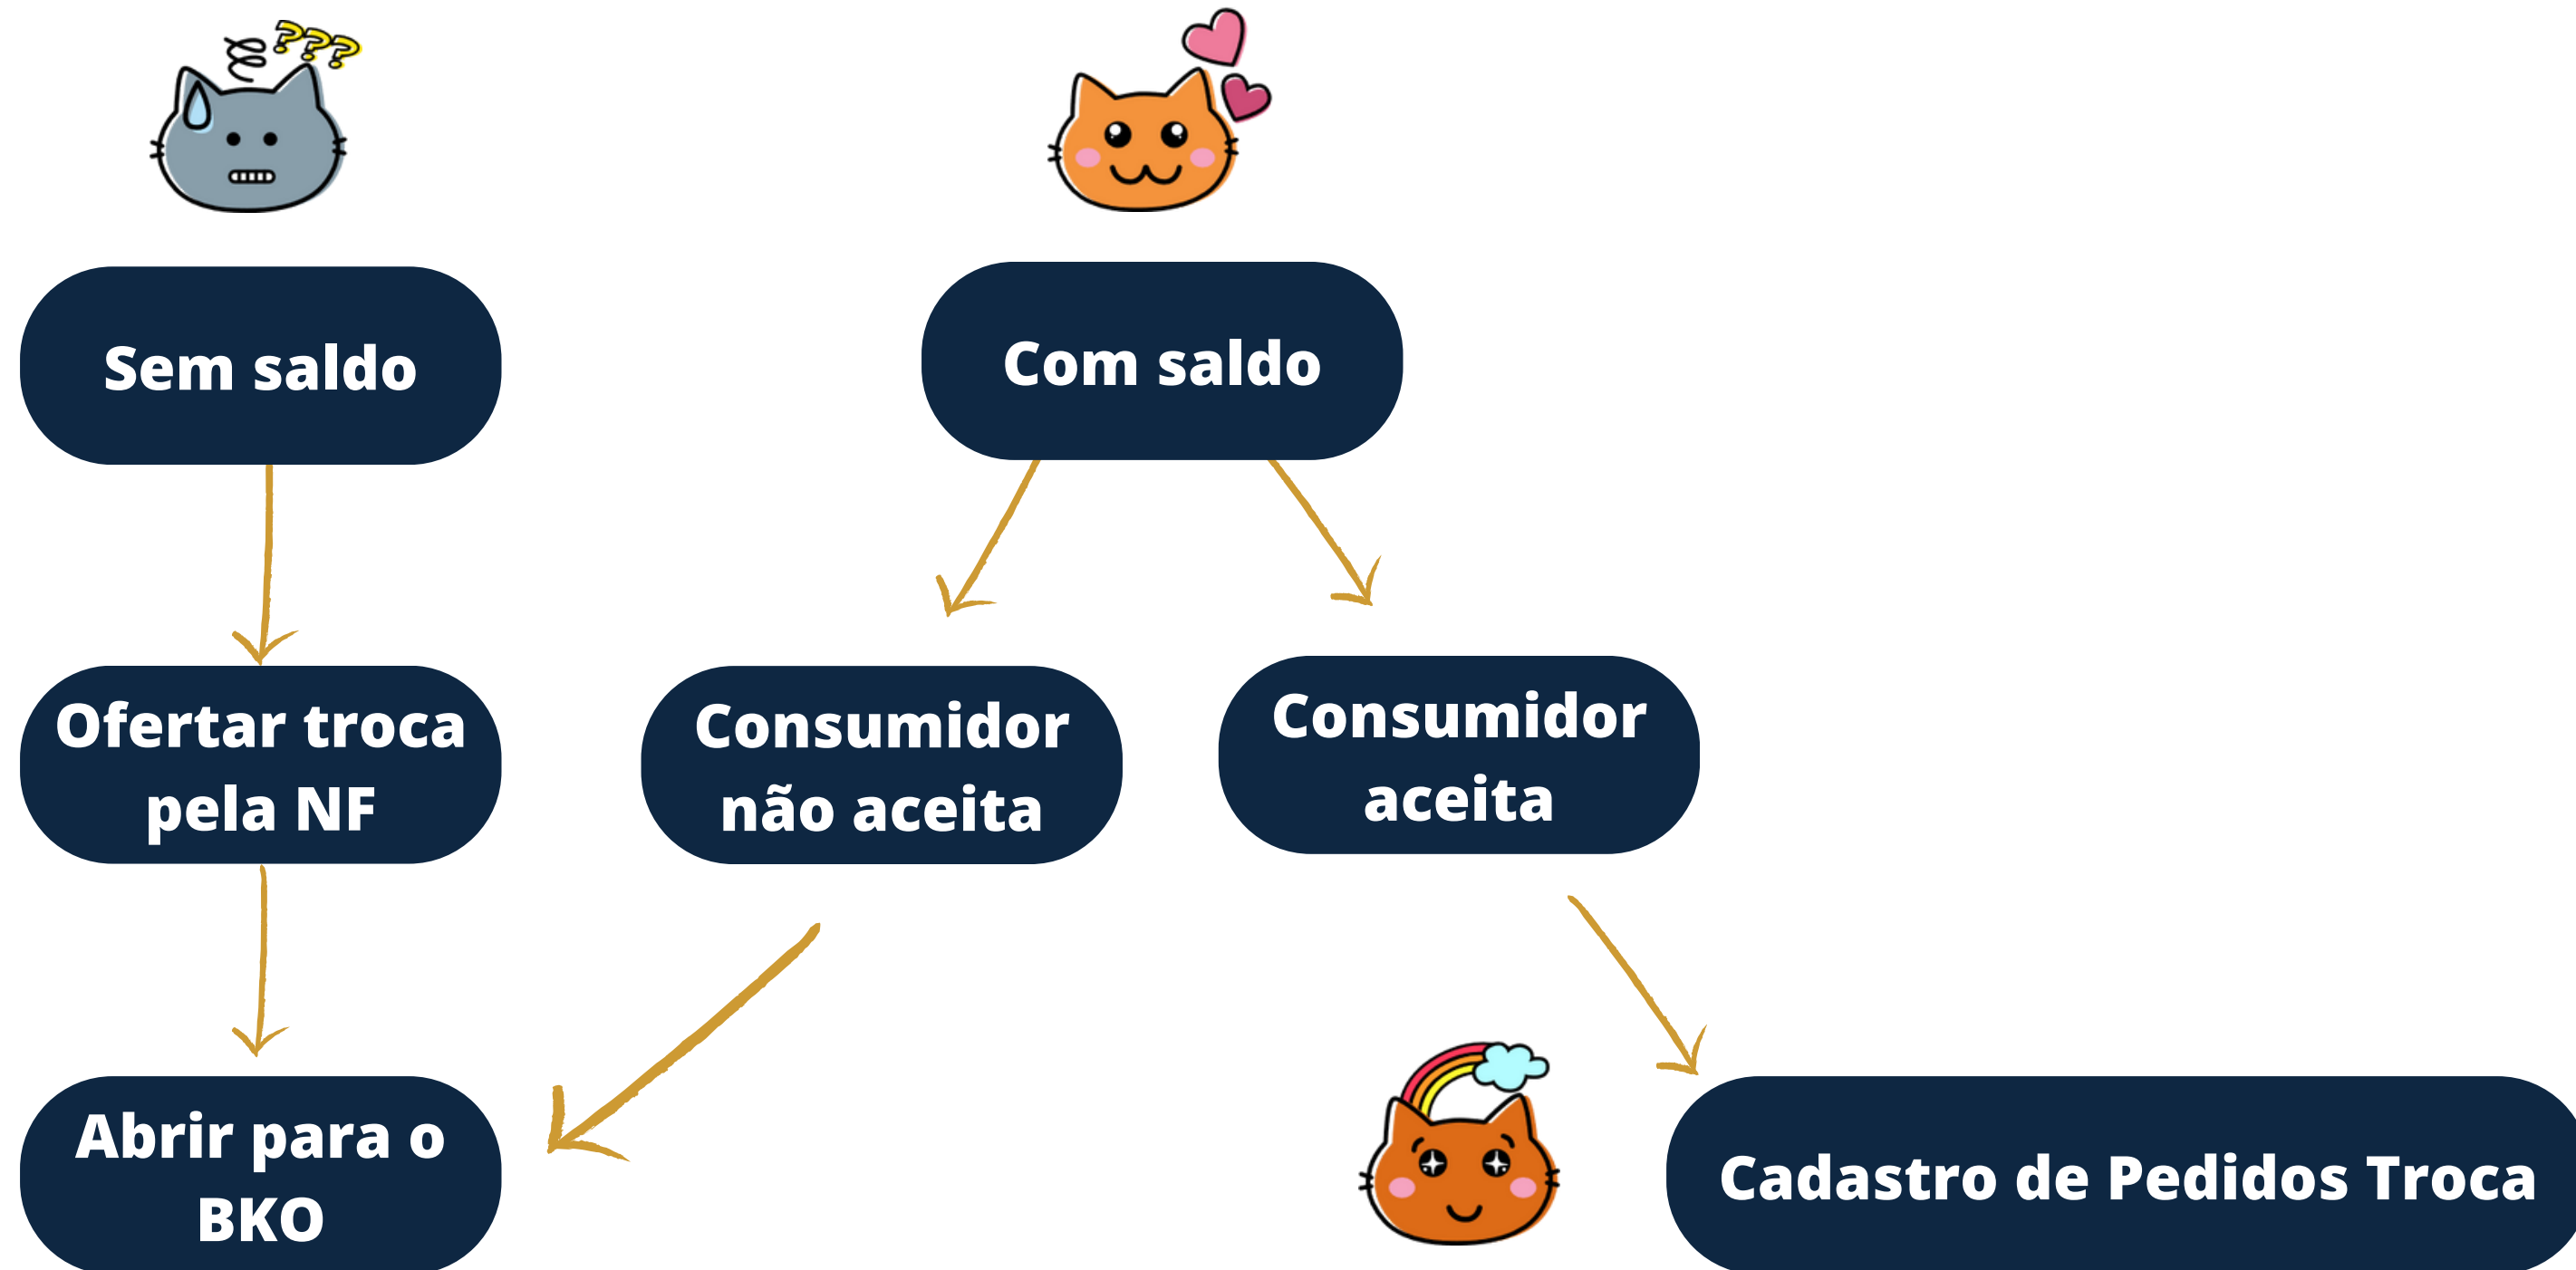 ???
Sem saldo
Com saldo
Ofertar troca
pela NF
Consumidor
não aceita
Consumidor
aceita
Abrir para o
BKO
Cadastro de Pedidos Troca